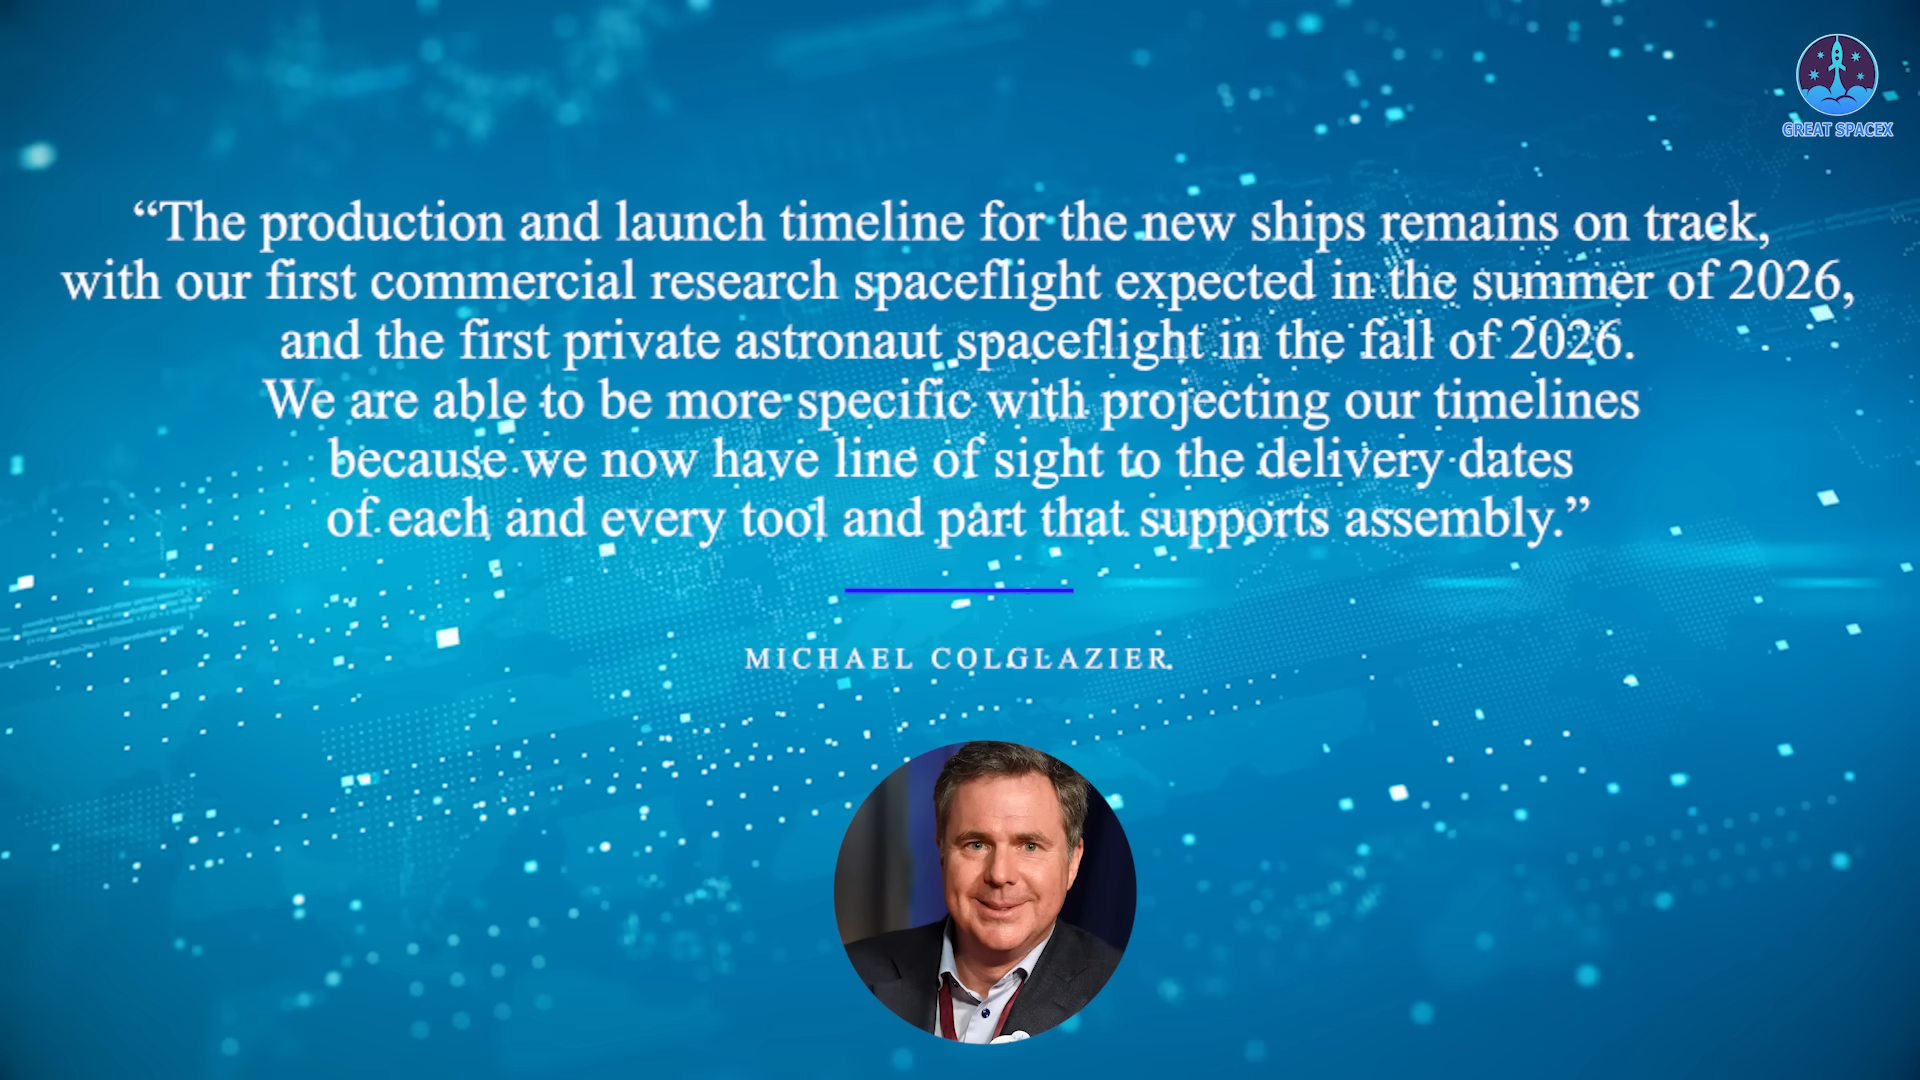 GREAT SPACEX
“The production and launch timeline for the new ships remains on track,
with our first commercial research spaceflight expected in the summer of 2026,
and the first private astronaut spaceflight in the fall of 2026.
We are able to be more specific with projecting our timelines
because we now have line of sight to the delivery dates
of each and every tool and part that supports assembly.”
MICHAEL COLGLAZIER